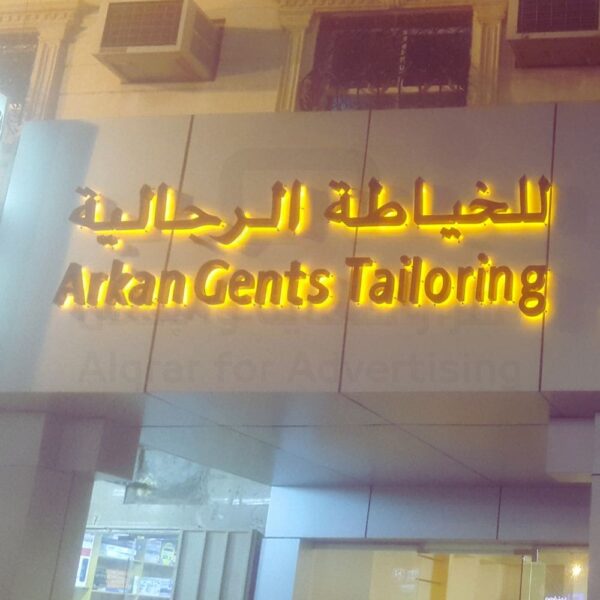 للخياطة الرجالية
Arkan Gents Tailoring
Alqrar for Advertising